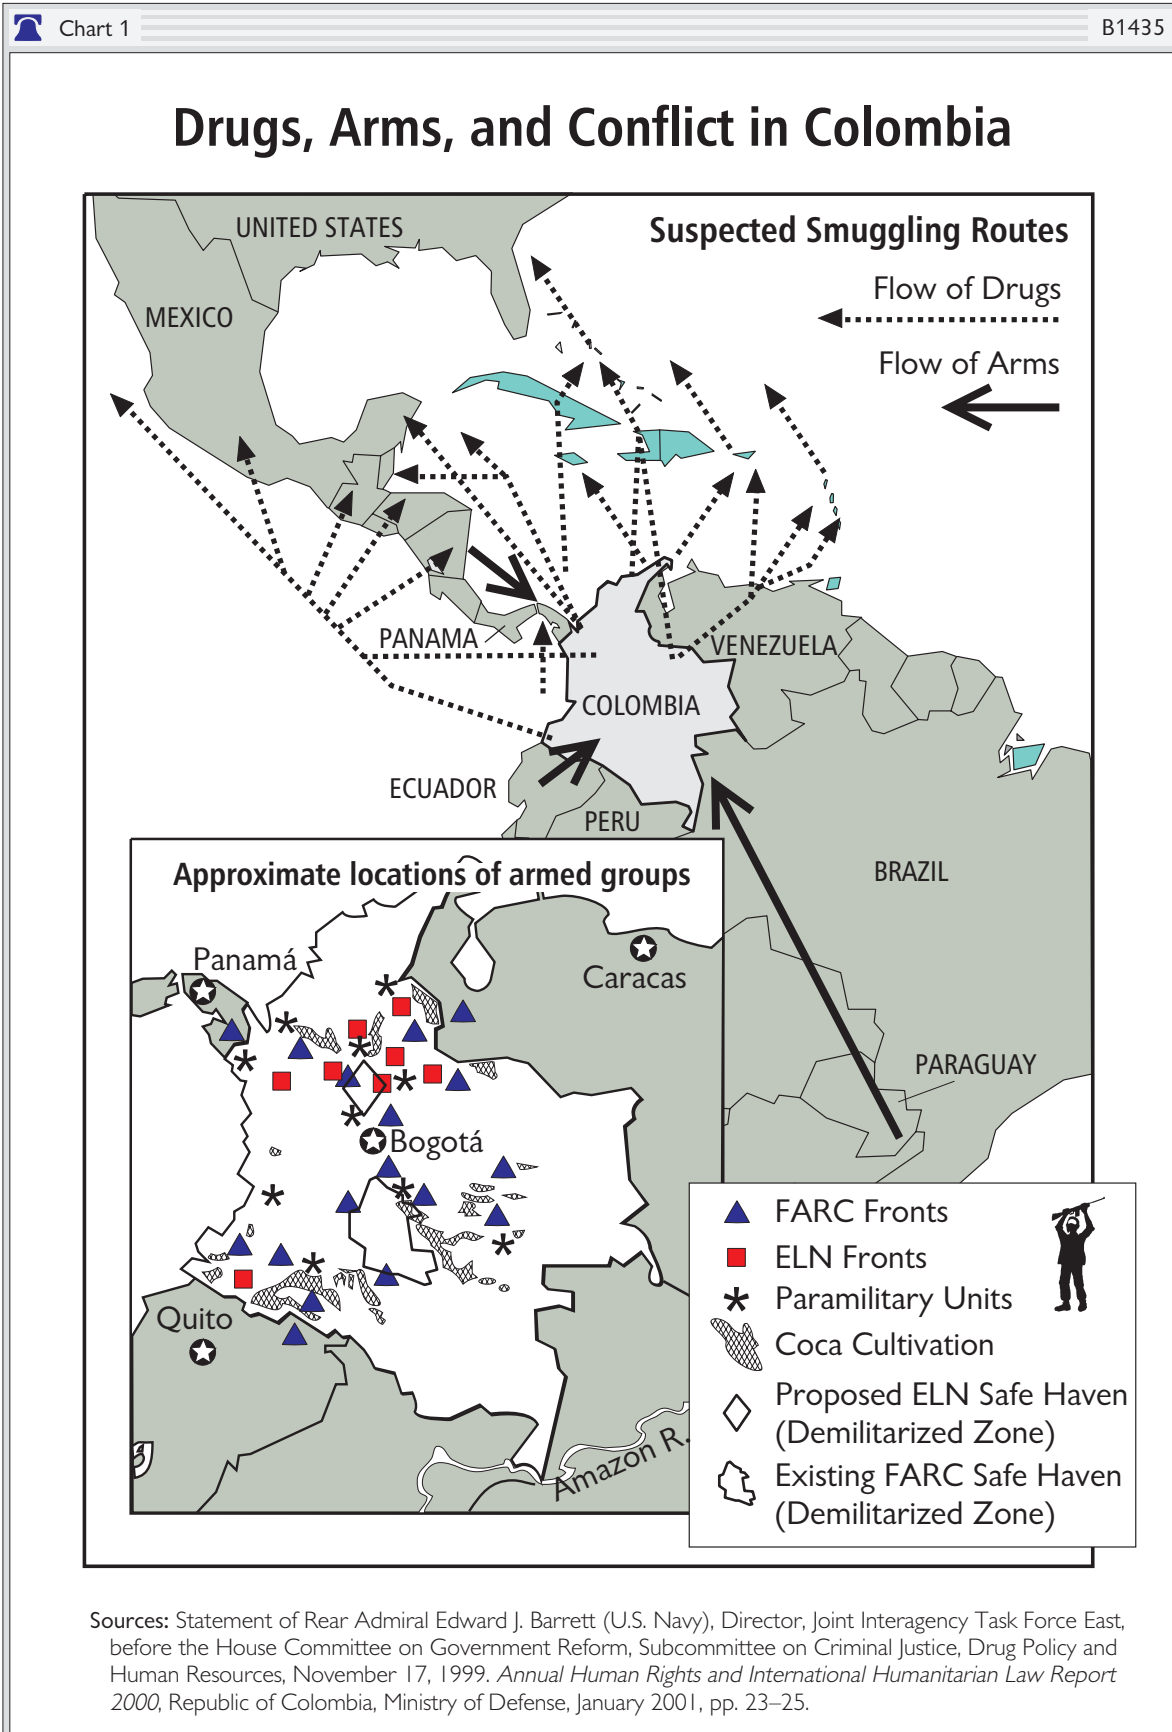 Chart 1
B1435
Drugs, Arms, and Conflict in Colombia
UNITED STATES
Suspected Smuggling Routes
Flow of Drugs
MEXICO
Flow of Arms
PANAMA
VENEZUELA
COLOMBIA
ECUADOR
PERU
BRAZIL
Approximate locations of armed groups
Panamá
Caracas
PARAGUAY
Bogotá
Quito
Amazon R.
FARC Fronts
ELN Fronts
Paramilitary Units
Coca Cultivation
Proposed ELN Safe Haven
(Demilitarized Zone)
Existing FARC Safe Haven
(Demilitarized Zone)
Sources: Statement of Rear Admiral Edward J. Barrett (U.S. Navy), Director, Joint Interagency Task Force East,
before the House Committee on Government Reform, Subcommittee on Criminal Justice, Drug Policy and
Human Resources, November 17, 1999. Annual Human Rights and International Humanitarian Law Report
2000, Republic of Colombia, Ministry of Defense, January 2001, pp. 23–25.